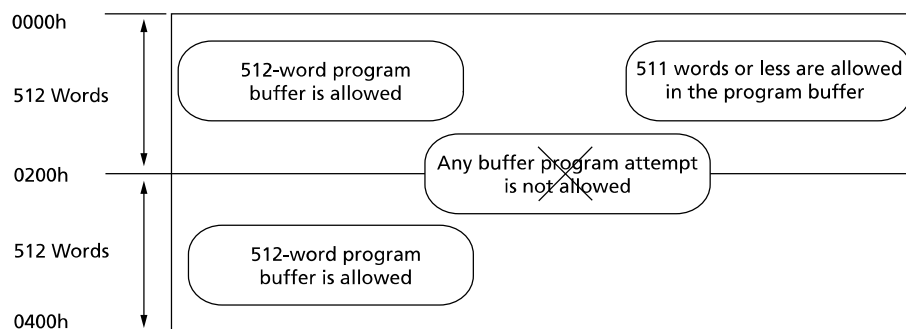 0000h
512 Words
512-word program
buffer is allowed
511 words or less are allowed
in the program buffer
0200h
Any buffer program attempt
is not allowed
512 Words
512-word program
buffer is allowed
0400h